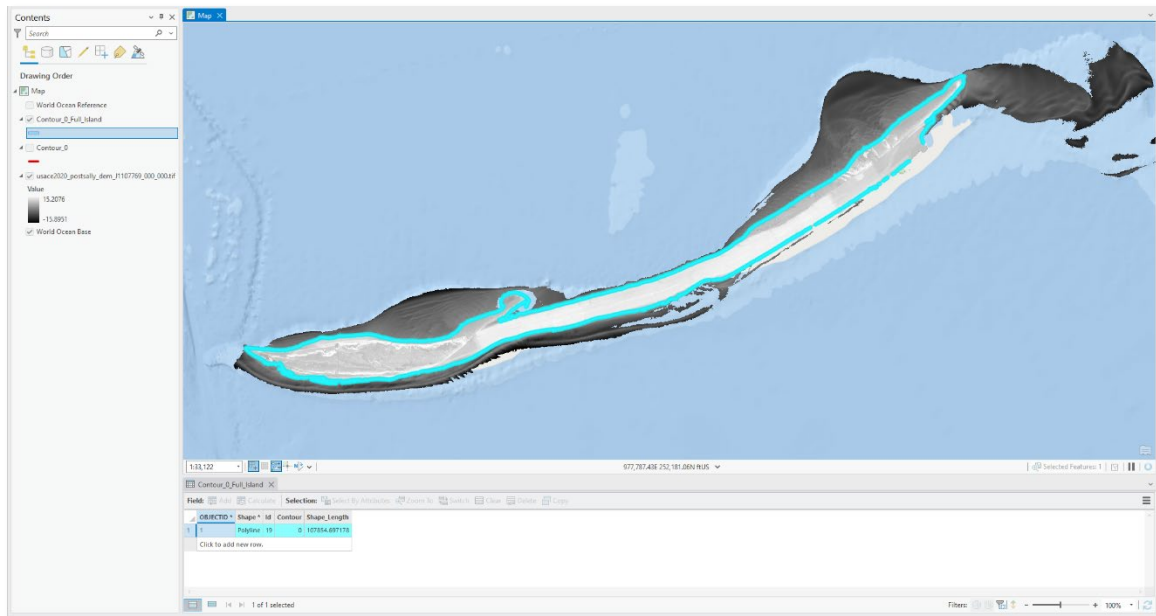 Contents
Search
Drawing Order
Map
World Ocean Reference
Contour_0_Full_Island
Contour_0
usace2020_postsally_dem_J1107769_000_000.tif
Value
15.2076
-15.8951
World Ocean Base
Map
1:33,122
977,787.43E 252,181.06N ftUS
Selected Features: 1
Contour_0_Full_Island
Field: Add Calculate Selection: Select By Attributes Zoom To Switch Clear Delete Copy
OBJECTID * Shape * Id Contour Shape_Length
1 1 Polyline 19 0 107854.697178
Click to add new row.
1 of 1 selected
Filters:
100%